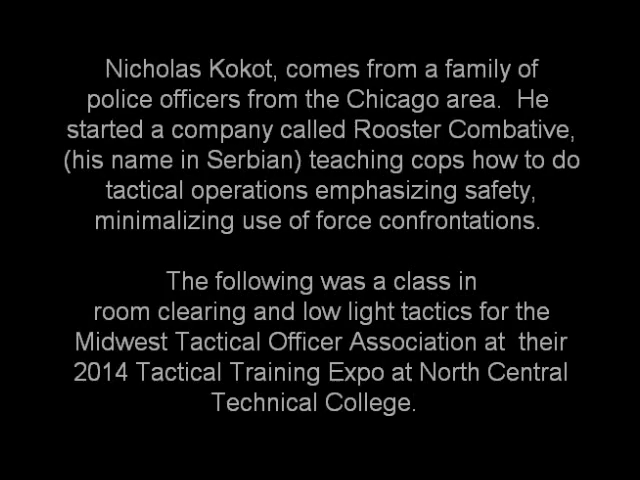 Nicholas Kokot, comes from a family of
police officers from the Chicago area.  He
started a company called Rooster Combative,
(his name in Serbian) teaching cops how to do
tactical operations emphasizing safety,
minimalizing use of force confrontations.
The following was a class in
room clearing and low light tactics for the
Midwest Tactical Officer Association at  their
2014 Tactical Training Expo at North Central
Technical College.